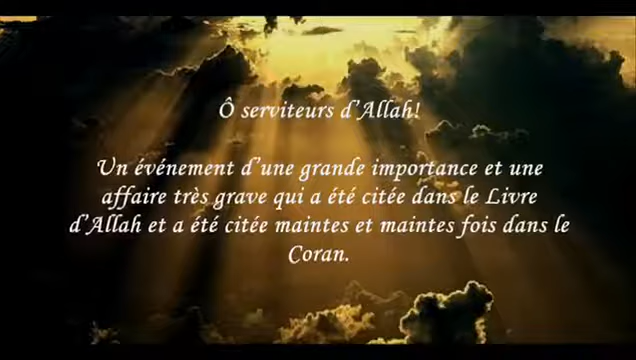 Ô serviteurs d'Allah!
Un événement d'une grande importance et une
affaire très grave qui a été citée dans le Livre
d'Allah et a été citée maintes et maintes fois dans le
Coran.